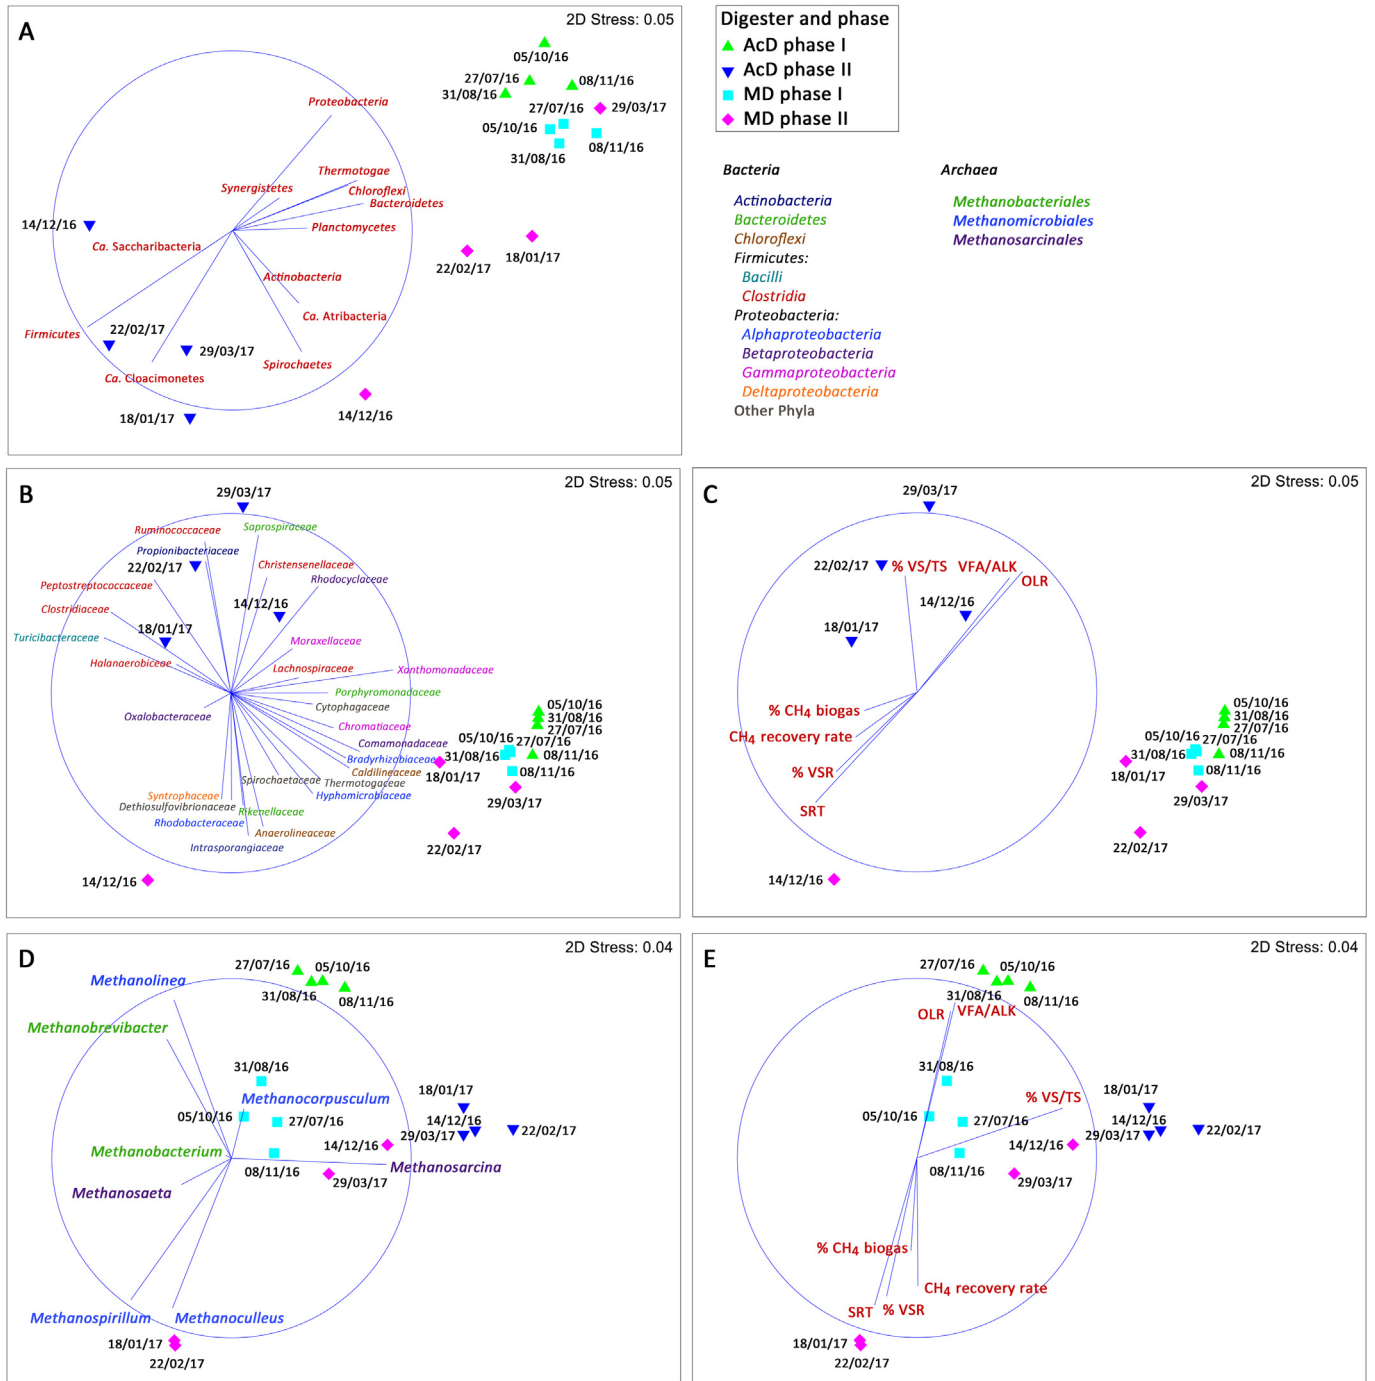 A
2D Stress: 0.05
05/10/16
27/07/16
08/11/16
31/08/16
27/07/16
29/03/17
05/10/16
31/08/16
08/11/16
Proteobacteria
Thermotogae
Synergistetes
Chloroflexi
Bacteroidetes
Planctomycetes
14/12/16
Ca. Saccharibacteria
18/01/17
22/02/17
Actinobacteria
Ca. Atribacteria
Firmicutes
22/02/17
29/03/17
Spirochaetes
Ca. Cloacimonetes
18/01/17
14/12/16
Digester and phase
AcD phase I
AcD phase II
MD phase I
MD phase II
Bacteria
Actinobacteria
Bacteroidetes
Chloroflexi
Firmicutes:
Bacilli
Clostridia
Proteobacteria:
Alphaproteobacteria
Betaproteobacteria
Gammaproteobacteria
Deltaproteobacteria
Other Phyla
Archaea
Methanobacteriales
Methanomicrobiales
Methanosarcinales
B
2D Stress: 0.05
29/03/17
Ruminococcaceae
Saprospiraceae
Propionibacteriaceae
22/02/17
Christensenellaceae
Peptostreptococcaceae
Rhodocyclaceae
Clostridiaceae
14/12/16
18/01/17
Turicibacteraceae
Moraxellaceae
Halanaerobiceae
Lachnospiraceae
Xanthomonadaceae
Porphyromonadaceae
Cytophagaceae
Oxalobacteraceae
Chromatiaceae
05/10/16
31/08/16
27/07/16
05/10/16
27/07/16
Comamonadaceae
31/08/16
08/11/16
Bradyrhizobiaceae
Caldilineaceae
18/01/17
08/11/16
Spirochaetaceae
Thermotogaceae
29/03/17
Syntrophaceae
Hyphomicrobiaceae
Dethiosulfovibrionaceae
Rikenellaceae
Rhodobacteraceae
Anaerolineaceae
Intrasporangiaceae
22/02/17
14/12/16
C
2D Stress: 0.05
29/03/17
22/02/17
% VS/TS
VFA/ALK
OLR
14/12/16
18/01/17
% CH4 biogas
CH4 recovery rate
% VSR
SRT
05/10/16
31/08/16
27/07/16
05/10/16
27/07/16
31/08/16
08/11/16
18/01/17
08/11/16
29/03/17
22/02/17
14/12/16
D
2D Stress: 0.04
27/07/16
05/10/16
31/08/16
08/11/16
Methanolinea
Methanobrevibacter
31/08/16
Methanocorpusculum
05/10/16
27/07/16
18/01/17
14/12/16
14/12/16
29/03/17
22/02/17
Methanobacterium
08/11/16
29/03/17
Methanosarcina
Methanosaeta
Methanospirillum
Methanoculleus
18/01/17
22/02/17
E
2D Stress: 0.04
27/07/16
05/10/16
31/08/16
08/11/16
OLR
VFA/ALK
31/08/16
% VS/TS
18/01/17
05/10/16
27/07/16
14/12/16
14/12/16
29/03/17
22/02/17
08/11/16
29/03/17
% CH4 biogas
CH4 recovery rate
SRT
% VSR
18/01/17
22/02/17